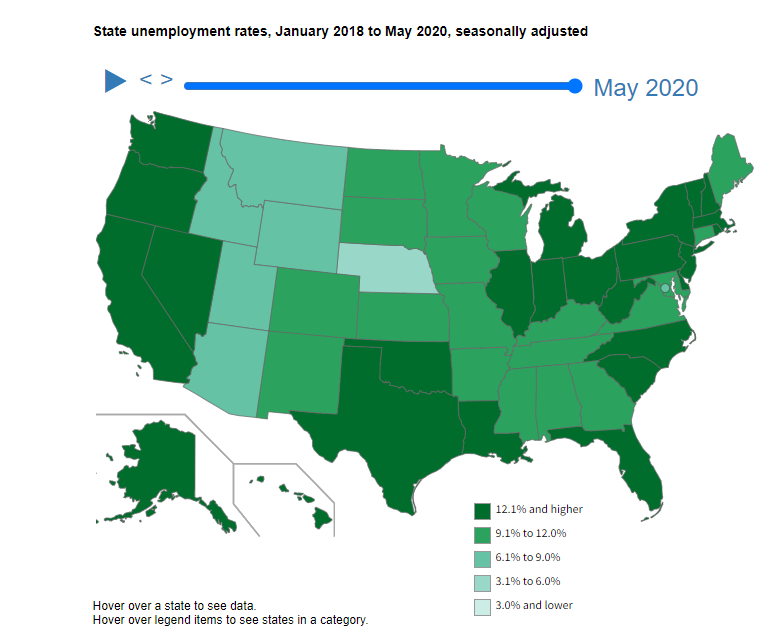 State unemployment rates, January 2018 to May 2020, seasonally adjusted
< >
May 2020
12.1% and higher
9.1% to 12.0%
6.1% to 9.0%
3.1% to 6.0%
3.0% and lower
Hover over a state to see data.
Hover over legend items to see states in a category.